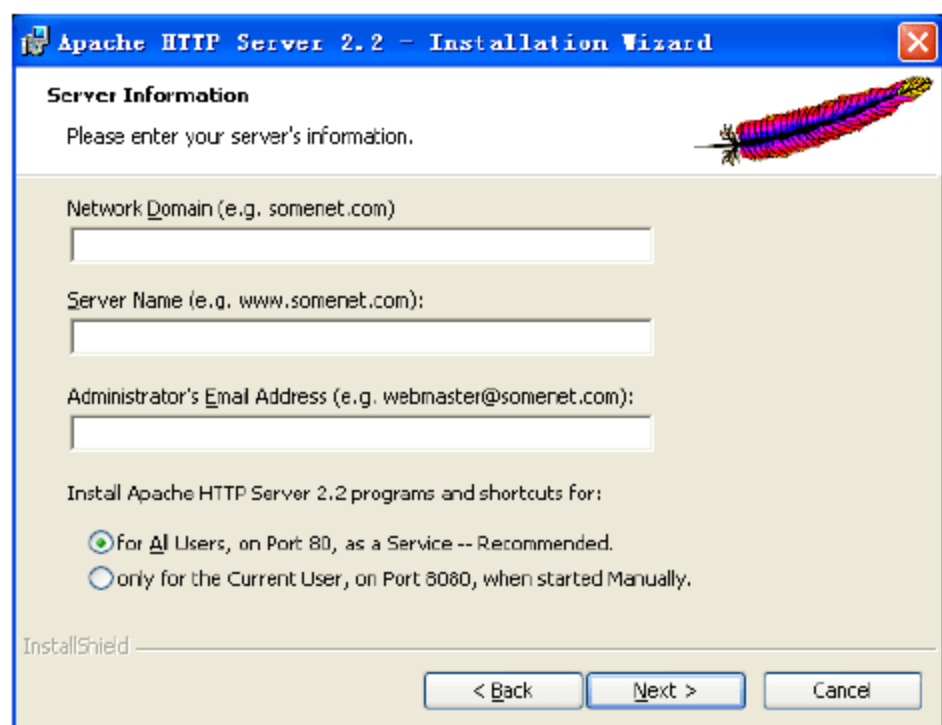 Apache HTTP Server 2.2 - Installation Wizard
Server Information
Please enter your server's information.
Network Domain (e.g. somenet.com)
Server Name (e.g. www.somenet.com):
Administrator's Email Address (e.g. webmaster@somenet.com):
Install Apache HTTP Server 2.2 programs and shortcuts for:
for All Users, on Port 80, as a Service -- Recommended.
only for the Current User, on Port 8080, when started Manually.
InstallShield
< Back Next > Cancel